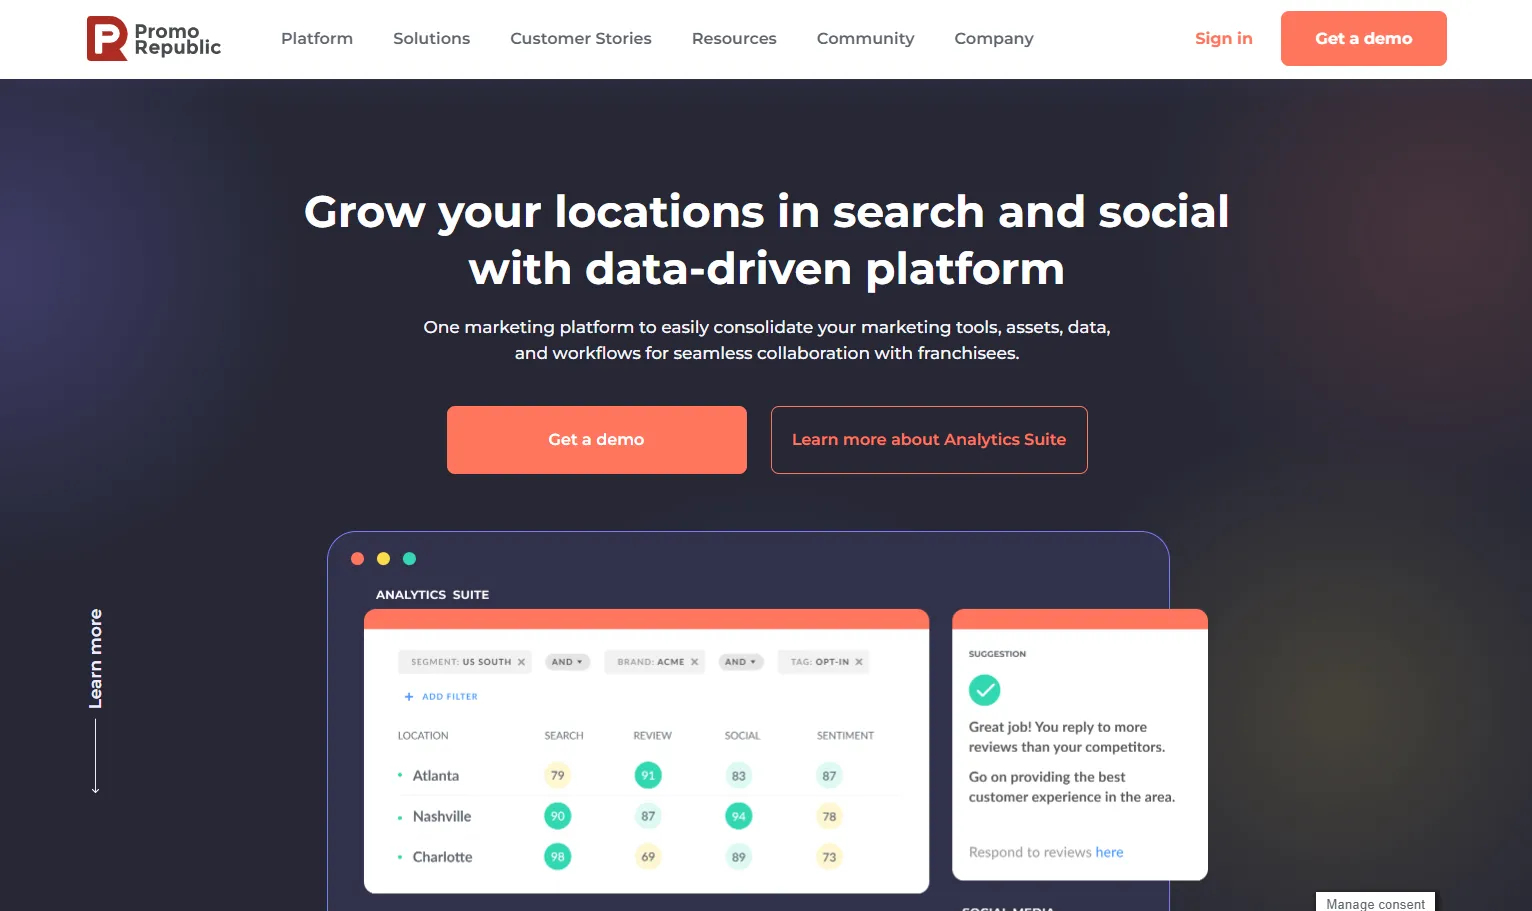 Promo
Republic
Platform
Solutions
Customer Stories
Resources
Community
Company
Sign in
Get a demo
Grow your locations in search and social
with data-driven platform
One marketing platform to easily consolidate your marketing tools, assets, data,
and workflows for seamless collaboration with franchisees.
Get a demo
Learn more about Analytics Suite
Learn more
ANALYTICS SUITE
SEGMENT: US SOUTH
AND
BRAND: ACME
AND
TAG: OPT-IN
+ ADD FILTER
LOCATION SEARCH REVIEW SOCIAL SENTIMENT
Atlanta 79 91 83 87
Nashville 90 87 94 78
Charlotte 98 69 89 73
SUGGESTION
Great job! You reply to more
reviews than your competitors.
Go on providing the best
customer experience in the area.
Respond to reviews here
SOCIAL MEDIA
Manage consent